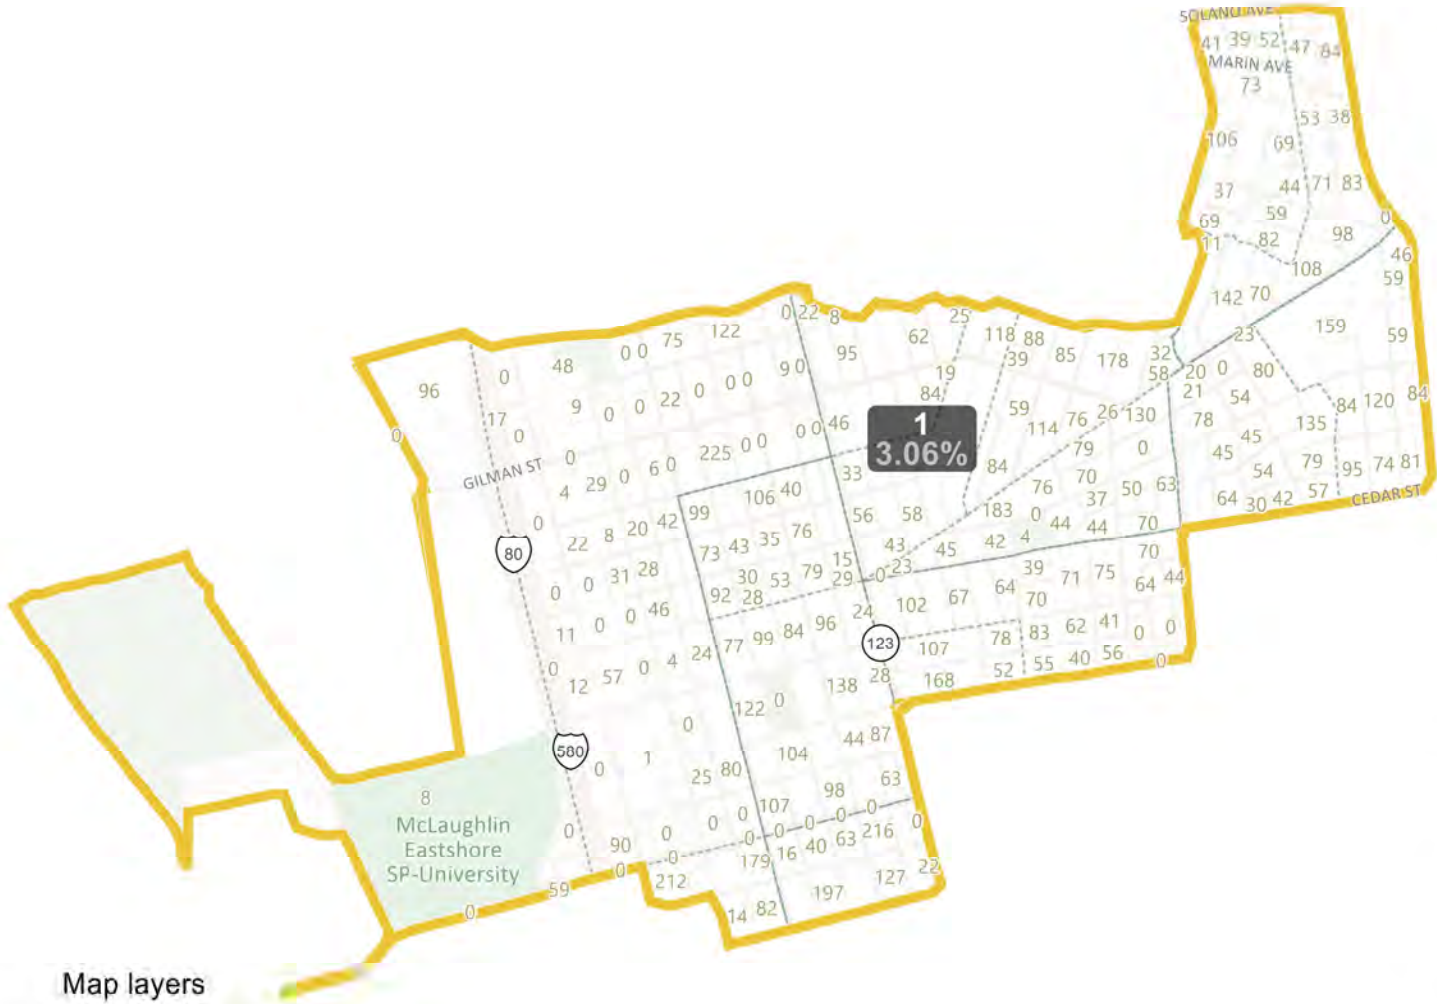 SOLANO AVE
41 39 52 47 84
MARIN AVE
73
53 38
106 69
37 44 71 83
69 59 0
11 82 98
46
108 59
142 70
0 22 8 25
75 122 23 159
48 0 0 95 62 118 88 59
39 85 178 32
96 0 9 0 19 58 20 0 80
22 0 0 0 84 21 54
9 0 0 59 114 76 26 130 78 84 120 84
17 0 0 0 46 135
0 225 0 0 79 0 45
GILMAN ST 0 6 0 33
1
3.06%
84 70 45 54 79 95 74 81
4 29 0 106 40 76 37 50 63 64 30 42 57
CEDAR ST
0 99 56 58 183 0 44 44 70
22 8 20 42 35 76 43 45 42 4
80
73 43 15 23 70
0 0 31 28 30 53 79 29 0 39 71 75 64 44
92 28 64
11 0 0 46 24 102 67 70
77 99 84 96 83 62 41 0 0
123
107 78
0 57 0 4 24 28 52 55 40 56 0
12 138 168
122 0
0 44 87
580
0 1 104
25 80 63
8 98
McLaughlin
Eastshore
SP-University
107 0
0 0 0 0 0 0 0
0 90 0 0 63 216
179 16 40
59 0 212 127 22
197
0 14 82
Map layers